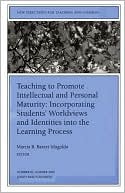 NEW DIRECTIONS FOR TEACHING AND LEARNING
Teaching to Promote
Intellectual and Personal
Maturity: Incorporating
Students' Worldviews
and Identities into the
Learning Process
Marcia B. Baxter Magolda
EDITOR